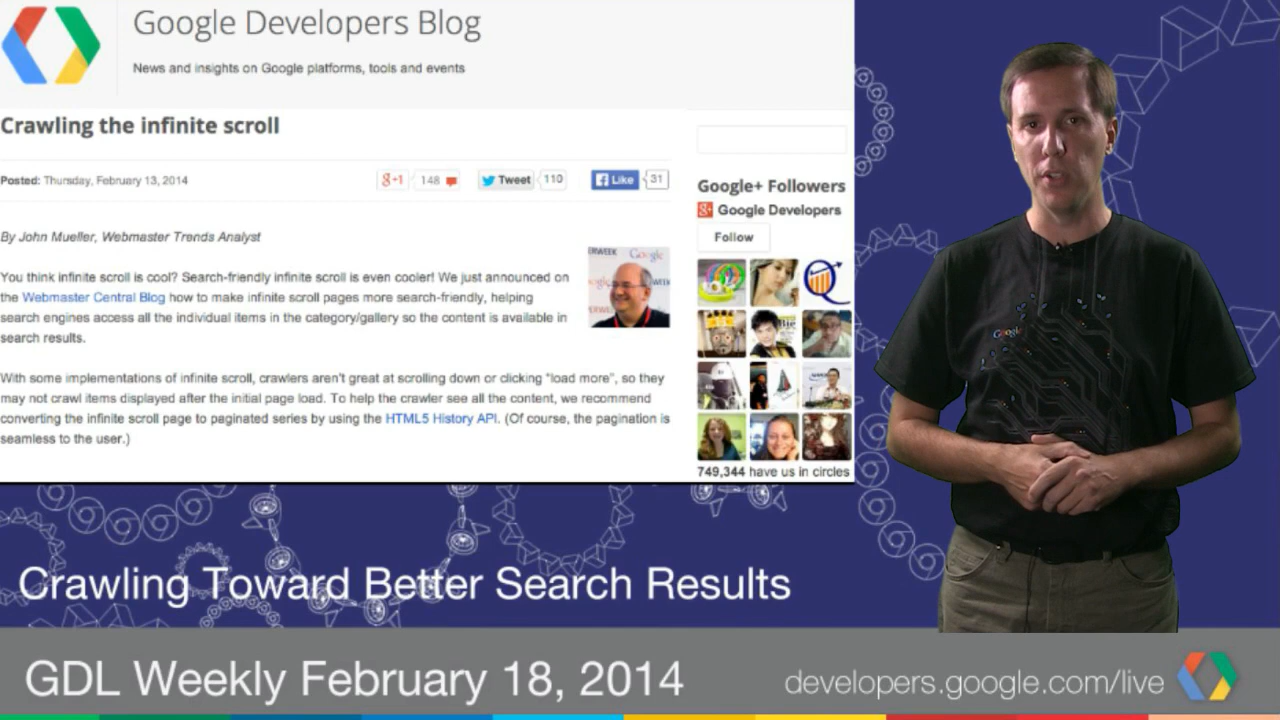 Google Developers Blog
News and insights on Google platforms, tools and events
Crawling the infinite scroll
Posted: Thursday, February 13, 2014
g+1 148 Tweet 110 Like 31
By John Mueller, Webmaster Trends Analyst
You think infinite scroll is cool? Search-friendly infinite scroll is even cooler! We just announced on
the Webmaster Central Blog how to make infinite scroll pages more search-friendly, helping
search engines access all the individual items in the category/gallery so the content is available in
search results.
With some implementations of infinite scroll, crawlers aren't great at scrolling down or clicking "load more", so they
may not crawl items displayed after the initial page load. To help the crawler see all the content, we recommend
converting the infinite scroll page to paginated series by using the HTML5 History API. (Of course, the pagination is
seamless to the user.)
ERWEEK Google
Google+ Followers
g+ Google Developers
Follow
749,344 have us in circles
Google
Crawling Toward Better Search Results
GDL Weekly February 18, 2014
developers.google.com/live